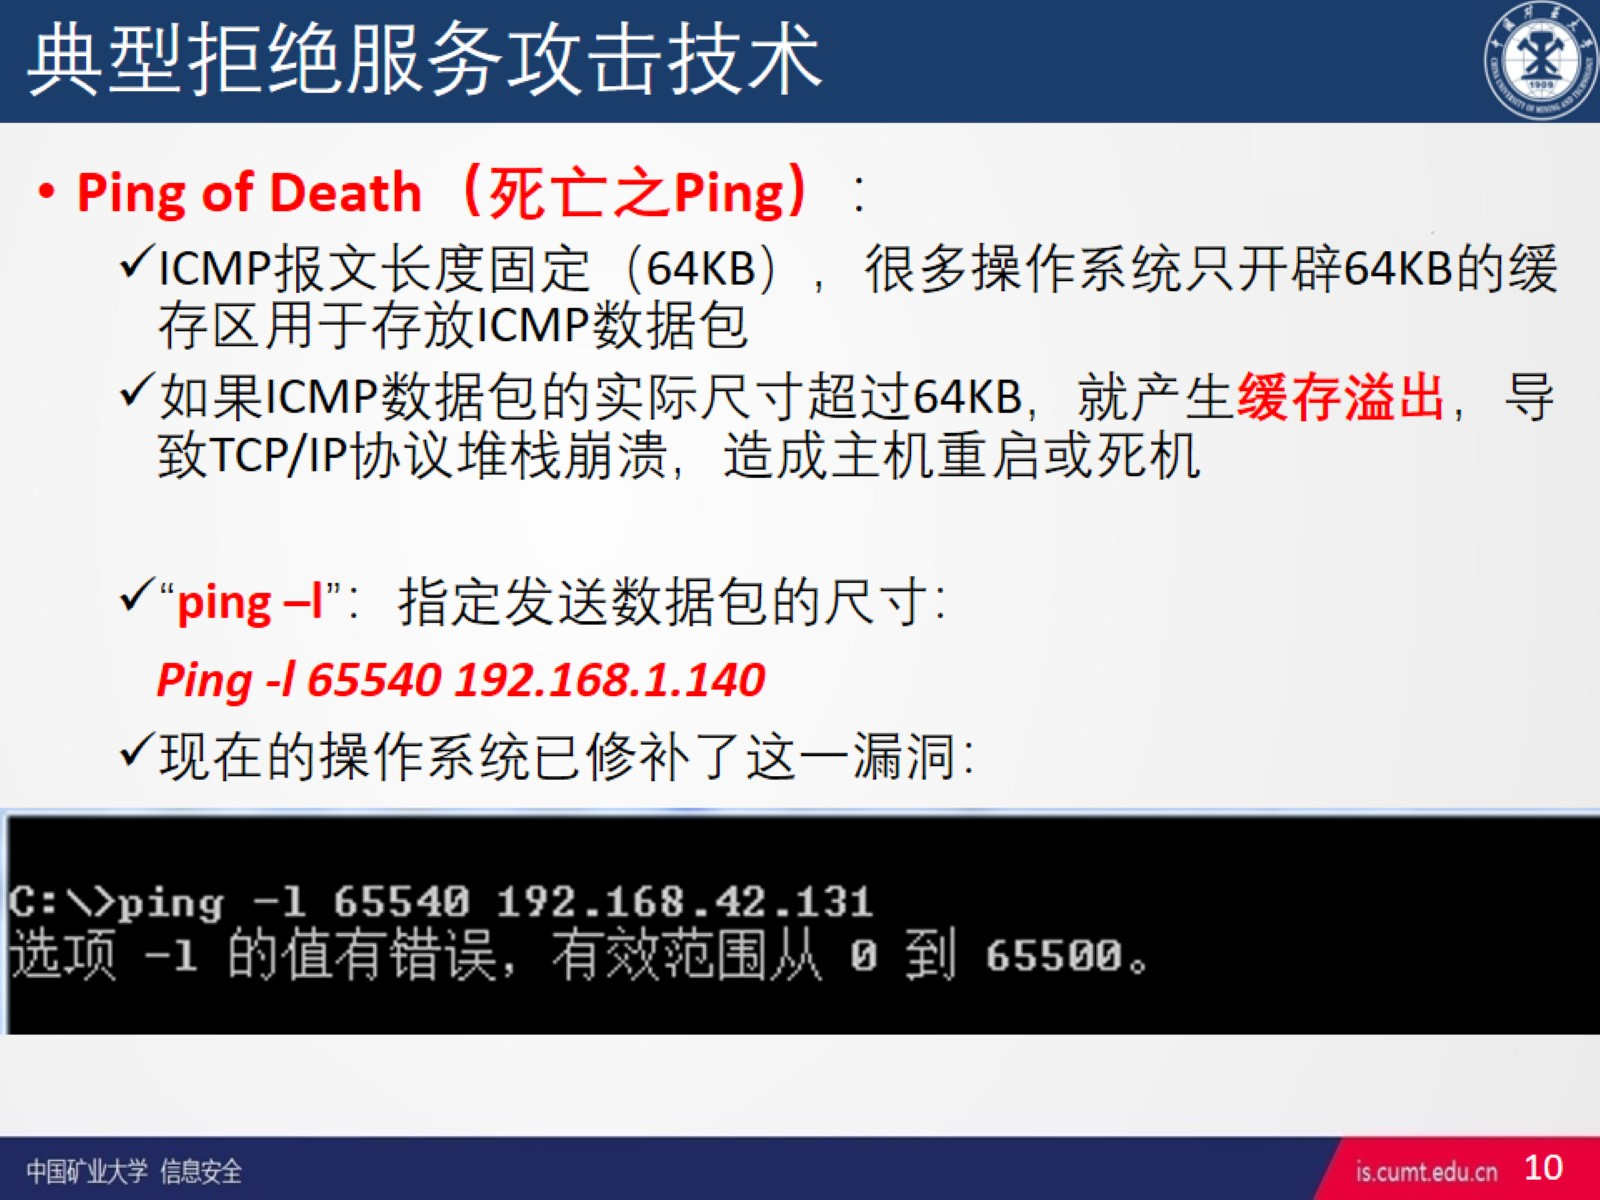 典型拒绝服务攻击技术
CHINA UNIVERSITY OF MINING AND TECHNOLOGY
1909
• Ping of Death（死亡之Ping）：
✓ICMP报文长度固定（64KB），很多操作系统只开辟64KB的缓
存区用于存放ICMP数据包
✓如果ICMP数据包的实际尺寸超过64KB，就产生缓存溢出，导
致TCP/IP协议堆栈崩溃，造成主机重启或死机
✓“ping –l”：指定发送数据包的尺寸：
Ping -l 65540 192.168.1.140
✓现在的操作系统已修补了这一漏洞：
C:\>ping -l 65540 192.168.42.131
选项 -l 的值有错误，有效范围从 0 到 65500。
中国矿业大学 信息安全
is.cumt.edu.cn 10